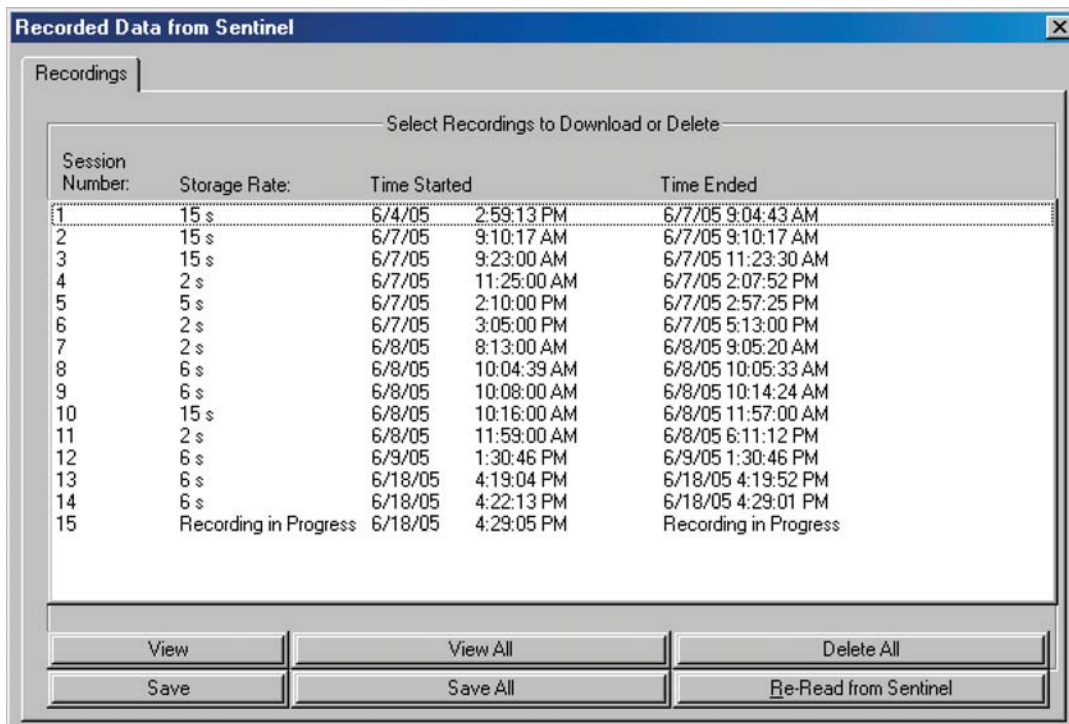 Recorded Data from Sentinel
Recordings
Select Recordings to Download or Delete
Session
Number: Storage Rate: Time Started Time Ended
1 15 s 6/4/05 2:59:13 PM 6/7/05 9:04:43 AM
2 15 s 6/7/05 9:10:17 AM 6/7/05 9:10:17 AM
3 15 s 6/7/05 9:23:00 AM 6/7/05 11:23:30 AM
4 2 s 6/7/05 11:25:00 AM 6/7/05 2:07:52 PM
5 5 s 6/7/05 2:10:00 PM 6/7/05 2:57:25 PM
6 2 s 6/7/05 3:05:00 PM 6/7/05 5:13:00 PM
7 2 s 6/8/05 8:13:00 AM 6/8/05 9:05:20 AM
8 6 s 6/8/05 10:04:39 AM 6/8/05 10:05:33 AM
9 6 s 6/8/05 10:08:00 AM 6/8/05 10:14:24 AM
10 15 s 6/8/05 10:16:00 AM 6/8/05 11:57:00 AM
11 2 s 6/8/05 11:59:00 AM 6/8/05 6:11:12 PM
12 6 s 6/9/05 1:30:46 PM 6/9/05 1:30:46 PM
13 6 s 6/18/05 4:19:04 PM 6/18/05 4:19:52 PM
14 6 s 6/18/05 4:22:13 PM 6/18/05 4:29:01 PM
15 Recording in Progress 6/18/05 4:29:05 PM Recording in Progress
View View All Delete All
Save Save All Re-Read from Sentinel